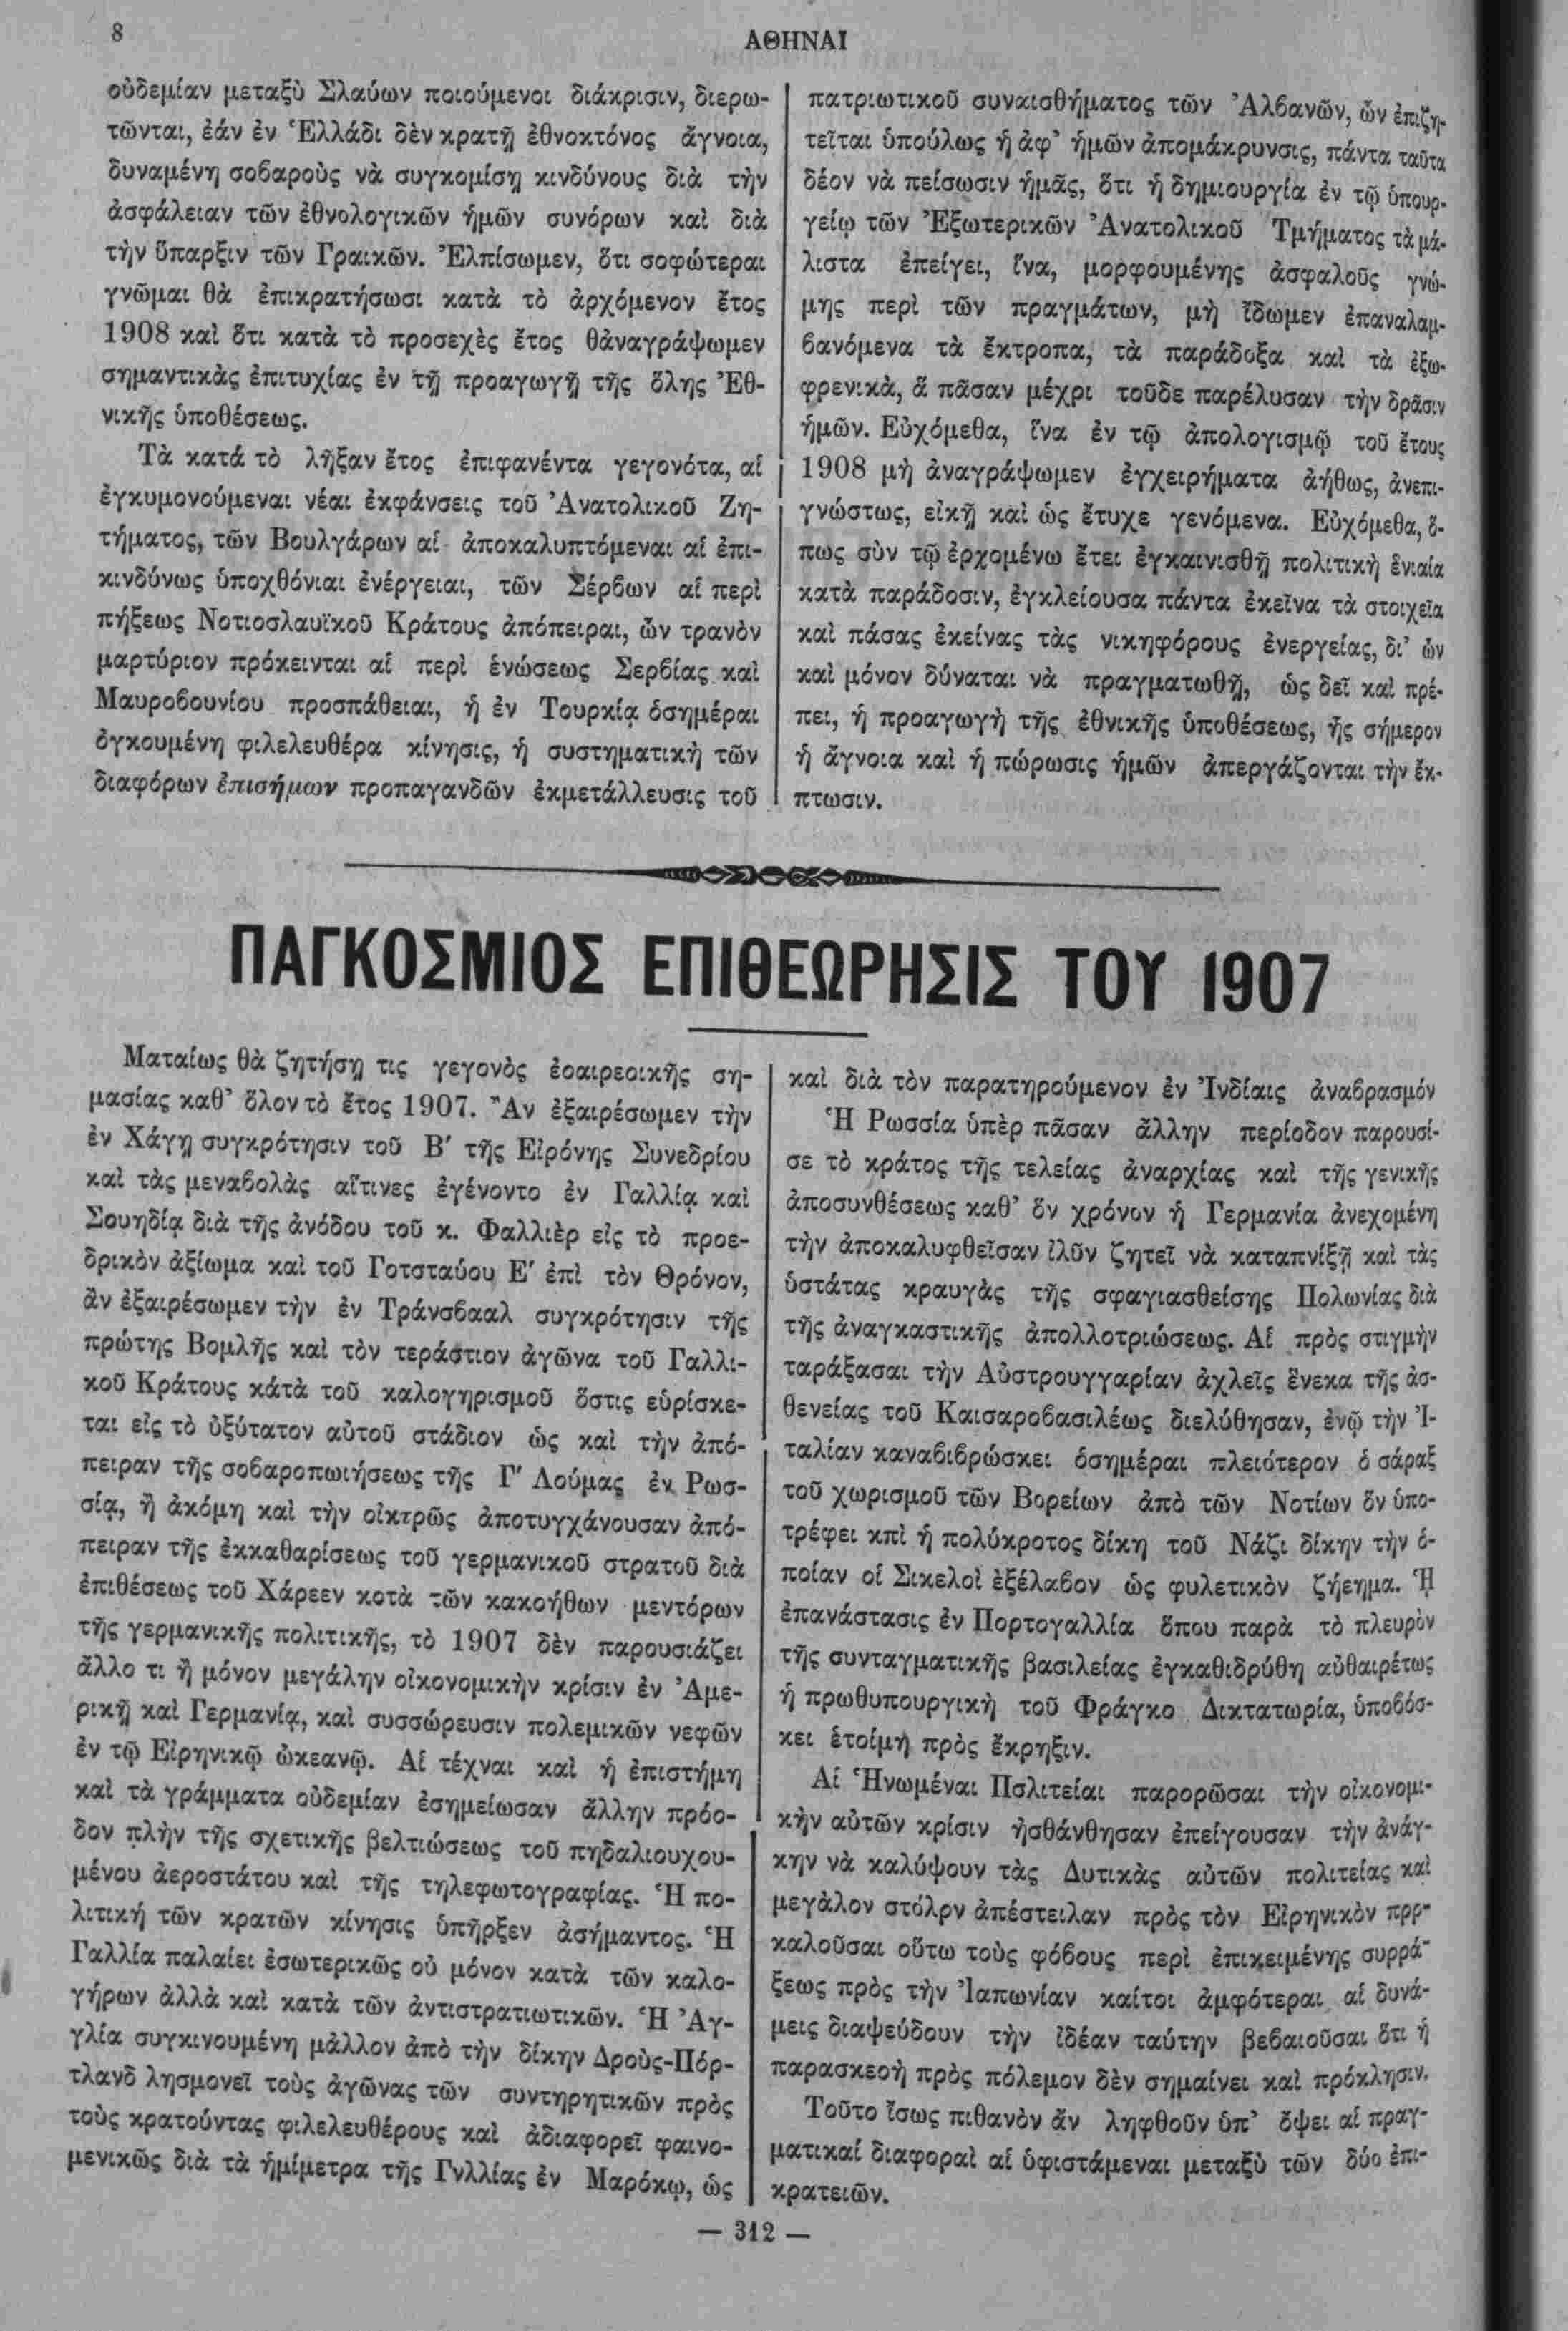 8
ΑΘΗΝΑΙ
οὐδεμίαν μεταξὺ Σλαύων ποιούμενοι διάκρισιν, διερω-
τῶνται, ἐάν ἐν Ἑλλάδι δὲν κρατῇ ἐθνοκτόνος ἄγνοια,
δυναμένη σοβαροὺς νὰ συγκομίσῃ κινδύνους διὰ τὴν
ἀσφάλειαν τῶν ἐθνολογικῶν ἡμῶν συνόρων καὶ διὰ
τὴν ὕπαρξιν τῶν Γραικῶν. Ἐλπίσωμεν, ὅτι σοφώτεραι
γνῶμαι θὰ ἐπικρατήσωσι κατὰ τὸ ἀρχόμενον ἔτος
1908 καὶ ὅτι κατὰ τὸ προσεχὲς ἔτος θἀναγράψωμεν
σημαντικὰς ἐπιτυχίας ἐν τῇ προαγωγῇ τῆς ὅλης Ἐθ-
νικῆς ὑποθέσεως.
Τὰ κατά τὸ λῆξαν ἔτος ἐπιφανέντα γεγονότα, αἱ
ἐγκυμονούμεναι νέαι ἐκφάνσεις τοῦ Ἀνατολικοῦ Ζη-
τήματος, τῶν Βουλγάρων αἱ ἀποκαλυπτόμεναι αἱ ἐπι-
κινδύνως ὑποχθόνιαι ἐνέργειαι, τῶν Σέρβων αἱ περὶ
πήξεως Νοτιοσλαυϊκοῦ Κράτους ἀπόπειραι, ὧν τρανὸν
μαρτύριον πρόκεινται αἱ περὶ ἑνώσεως Σερβίας καὶ
Μαυροβουνίου προσπάθειαι, ἡ ἐν Τουρκίᾳ ὁσημέραι
ὀγκουμένη φιλελευθέρα κίνησις, ἡ συστηματικὴ τῶν
διαφόρων ἐπισήμων προπαγανδῶν ἐκμετάλλευσις τοῦ
πατριωτικοῦ συναισθήματος τῶν Ἀλβανῶν, ὧν ἐπιζη-
τεῖται ὑπούλως ἡ ἀφ' ἡμῶν ἀπομάκρυνσις, πάντα ταῦτα
δέον νὰ πείσωσιν ἡμᾶς, ὅτι ἡ δημιουργία ἐν τῷ ὑπουρ-
γείῳ τῶν Ἐξωτερικῶν Ἀνατολικοῦ Τμήματος τὰ μά-
λιστα ἐπείγει, ἵνα, μορφουμένης ἀσφαλοῦς γνώ-
μης περὶ τῶν πραγμάτων, μὴ ἴδωμεν ἐπαναλαμ-
βανόμενα τὰ ἔκτροπα, τὰ παράδοξα καὶ τὰ ἐξω-
φρενικὰ, ἅ πᾶσαν μέχρι τοῦδε παρέλυσαν τὴν δρᾶσιν
ἡμῶν. Εὐχόμεθα, ἵνα ἐν τῷ ἀπολογισμῷ τοῦ ἔτους
1908 μὴ ἀναγράψωμεν ἐγχειρήματα ἀήθως, ἀνεπι-
γνώστως, εἰκῇ καὶ ὡς ἔτυχε γενόμενα. Εὐχόμεθα, ὅ-
πως σὺν τῷ ἐρχομένω ἔτει ἐγκαινισθῇ πολιτικὴ ἑνιαία
κατὰ παράδοσιν, ἐγκλείουσα πάντα ἐκεῖνα τὰ στοιχεῖα
καὶ πάσας ἐκείνας τὰς νικηφόρους ἐνεργείας, δι' ὧν
καὶ μόνον δύναται νὰ πραγματωθῇ, ὡς δεῖ καὶ πρέ-
πει, ἡ προαγωγὴ τῆς ἐθνικῆς ὑποθέσεως, ἧς σήμερον
ἡ ἄγνοια καὶ ἡ πώρωσις ἡμῶν ἀπεργάζονται τὴν ἔκ-
πτωσιν.
ΠΑΓΚΟΣΜΙΟΣ ΕΠΙΘΕΩΡΗΣΙΣ ΤΟΥ 1907
Ματαίως θὰ ζητήσῃ τις γεγονὸς ἐοαιρεοικῆς ση-
μασίας καθ' ὅλον τὸ ἔτος 1907. Ἂν ἐξαιρέσωμεν τὴν
ἐν Χάγῃ συγκρότησιν τοῦ Β' τῆς Εἰρόνης Συνεδρίου
καὶ τὰς μεναβολὰς αἵτινες ἐγένοντο ἐν Γαλλίᾳ καὶ
Σουηδίᾳ διὰ τῆς ἀνόδου τοῦ κ. Φαλλιὲρ εἰς τὸ προε-
δρικὸν ἀξίωμα καὶ τοῦ Γοτσταύου Ε' ἐπὶ τὸν Θρόνον,
ἂν ἐξαιρέσωμεν τὴν ἐν Τράνσβααλ συγκρότησιν τῆς
πρώτης Βομλῆς καὶ τὸν τεράστιον ἀγῶνα τοῦ Γαλλι-
κοῦ Κράτους κάτὰ τοῦ καλογηρισμοῦ ὅστις εὑρίσκε-
ται εἰς τὸ ὀξύτατον αὐτοῦ στάδιον ὡς καὶ τὴν ἀπό-
πειραν τῆς σοβαροπωιήσεως τῆς Γ' Λούμας ἐν Ρωσ-
σίᾳ, ἢ ἀκόμη καὶ τὴν οἰκτρῶς ἀποτυγχάνουσαν ἀπό-
πειραν τῆς ἐκκαθαρίσεως τοῦ γερμανικοῦ στρατοῦ διὰ
ἐπιθέσεως τοῦ Χάρεεν κοτὰ τῶν κακοήθων μεντόρων
τῆς γερμανικῆς πολιτικῆς, τὸ 1907 δὲν παρουσιάζει
ἄλλο τι ἢ μόνον μεγάλην οἰκονομικὴν κρίσιν ἐν Ἀμε-
ρικῇ καὶ Γερμανίᾳ, καὶ συσσώρευσιν πολεμικῶν νεφῶν
ἐν τῷ Εἰρηνικῷ ὠκεανῷ. Αἱ τέχναι καὶ ἡ ἐπιστήμη
καὶ τὰ γράμματα οὐδεμίαν ἐσημείωσαν ἄλλην πρόο-
δον πλὴν τῆς σχετικῆς βελτιώσεως τοῦ πηδαλιουχου-
μένου ἀεροστάτου καὶ τῆς τηλεφωτογραφίας. Ἡ πο-
λιτική τῶν κρατῶν κίνησις ὑπῆρξεν ἀσήμαντος. Ἡ
Γαλλία παλαίει ἐσωτερικῶς οὐ μόνον κατὰ τῶν καλο-
γήρων ἀλλὰ καὶ κατὰ τῶν ἀντιστρατιωτικῶν. Ἡ Ἀγ-
γλία συγκινουμένη μᾶλλον ἀπὸ τὴν δίκην Δρούς-Πόρ-
τλανδ λησμονεῖ τοὺς ἀγῶνας τῶν συντηρητικῶν πρὸς
τοὺς κρατούντας φιλελευθέρους καὶ ἀδιαφορεῖ φαινο-
μενικῶς διὰ τὰ ἡμίμετρα τῆς Γνλλίας ἐν Μαρόκῳ, ὡς
καὶ διὰ τὸν παρατηρούμενον ἐν Ἰνδίαις ἀναβρασμόν
Ἡ Ρωσσία ὑπὲρ πᾶσαν ἄλλην περίοδον παρουσί-
σε τὸ κράτος τῆς τελείας ἀναρχίας καὶ τῆς γενικῆς
ἀποσυνθέσεως καθ' ὃν χρόνον ἡ Γερμανία ἀνεχομένη
τὴν ἀποκαλυφθεῖσαν ἰλῦν ζητεῖ νὰ καταπνίξῃ καὶ τὰς
ὑστάτας κραυγὰς τῆς σφαγιασθείσης Πολωνίας διὰ
τῆς ἀναγκαστικῆς ἀπολλοτριώσεως. Αἱ πρὸς στιγμὴν
ταράξασαι τὴν Αὐστρουγγαρίαν ἀχλεῖς ἕνεκα τῆς ἀσ-
θενείας τοῦ Καισαροβασιλέως διελύθησαν, ἐνῷ τὴν Ἰ-
ταλίαν καναβιβρώσκει ὁσημέραι πλειότερον ὁ σάραξ
τοῦ χωρισμοῦ τῶν Βορείων ἀπὸ τῶν Νοτίων ὃν ὑπο-
τρέφει κπὶ ἡ πολύκροτος δίκη τοῦ Νάζι δίκην τὴν ὁ-
ποίαν οἱ Σικελοὶ ἐξέλαβον ὡς φυλετικὸν ζήεημα. Ἡ
ἐπανάστασις ἐν Πορτογαλλία ὅπου παρὰ τὸ πλευρὸν
τῆς συνταγματικῆς βασιλείας ἐγκαθιδρύθη αὐθαιρέτως
ἡ πρωθυπουργικὴ τοῦ Φράγκο Δικτατωρία, ὑποβόσ-
κει ἑτοίμὴ πρὸς ἔκρηξιν.
Αἱ Ἡνωμέναι Πσλιτείαι παρορῶσαι τὴν οἰκονομι-
κὴν αὐτῶν κρίσιν ᾐσθάνθησαν ἐπείγουσαν τὴν ἀνάγ-
κην νὰ καλύψουν τὰς Δυτικὰς αὐτῶν πολιτείας καὶ
μεγὰλον στόλρν ἀπέστειλαν πρὸς τὸν Εἰρηνικὸν πρρ-
καλοῦσαι οὕτω τοὺς φόβους περὶ ἐπικειμένης συρρά-
ξεως πρὸς τὴν Ἰαπωνίαν καίτοι ἀμφότεραι αἱ δυνά-
μεις διαψεύδουν τὴν ἰδέαν ταύτην βεβαιοῦσαι ὅτι ἡ
παρασκεοὴ πρὸς πόλεμον δὲν σημαίνει καὶ πρόκλησιν.
Τοῦτο ἴσως πιθανὸν ἂν ληφθοῦν ὑπ' ὄψει αἱ πραγ-
ματικαί διαφοραὶ αἱ ὑφιστάμεναι μεταξὺ τῶν δύο ἐπι-
κρατειῶν.
— 312 —